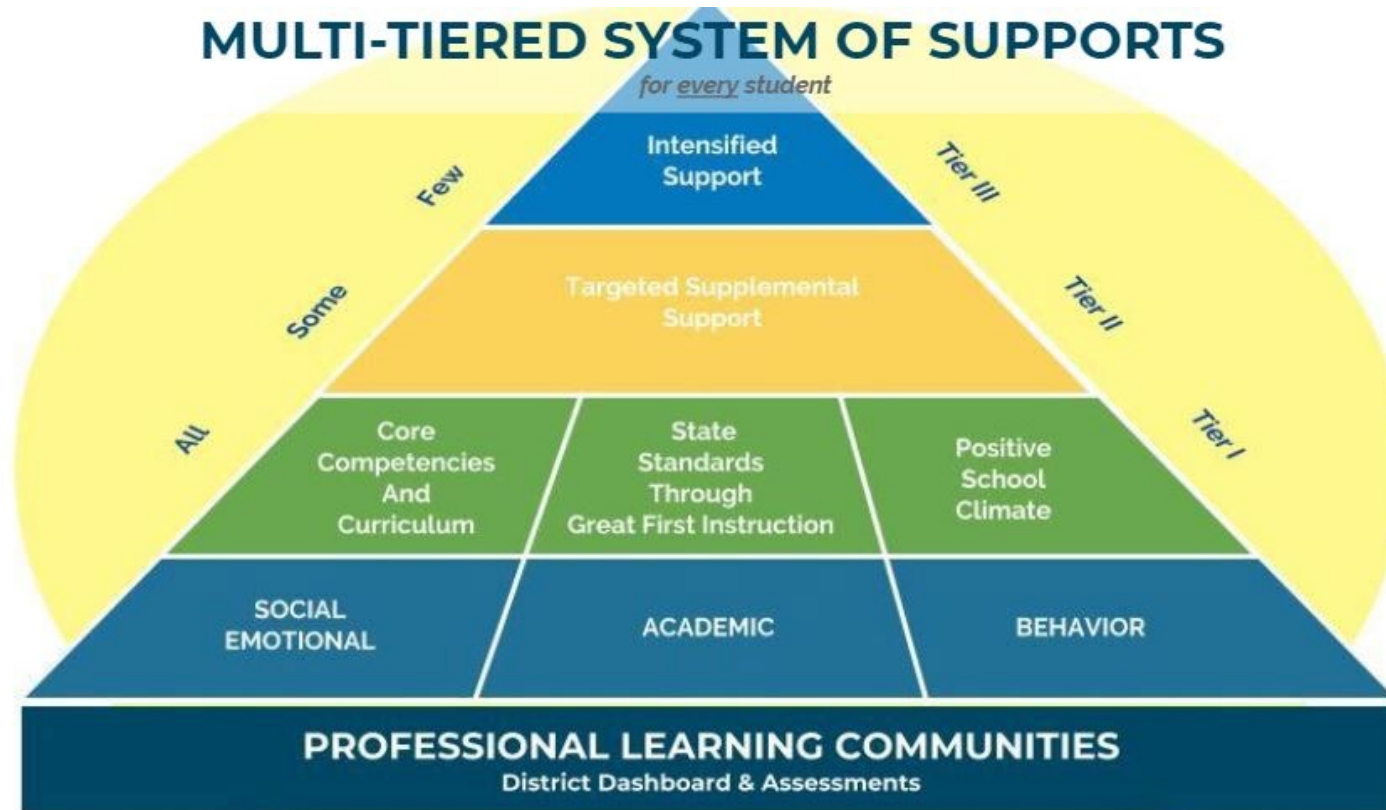 MULTI-TIERED SYSTEM OF SUPPORTS
for every student
Intensified
Support
Few
Tier III
Targeted Supplemental
Support
Some
Tier II
All
Tier I
Core
Competencies
And
Curriculum
State
Standards
Through
Great First Instruction
Positive
School
Climate
SOCIAL
EMOTIONAL
ACADEMIC
BEHAVIOR
PROFESSIONAL LEARNING COMMUNITIES
District Dashboard & Assessments